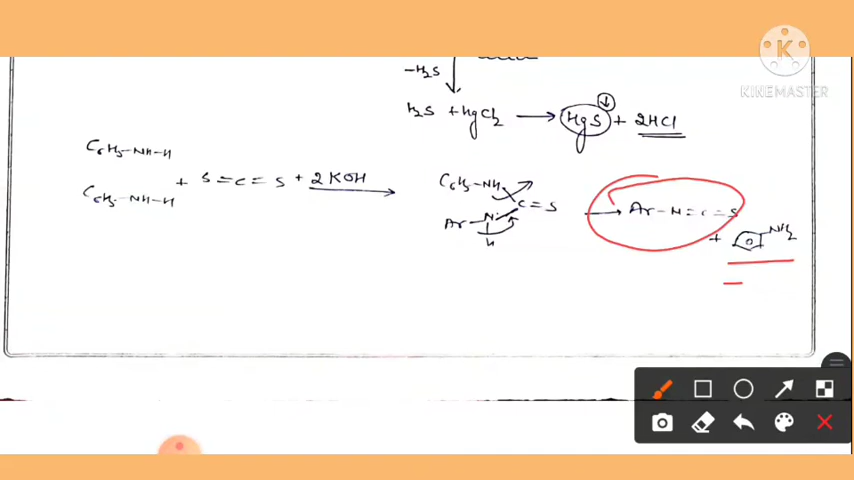 K
KINEMASTER
-H₂S
H₂S + HgCl₂ → HgS ↓ + 2HCl
C₆H₅-NH-H
C₆H₅-NH-H
+ S=C=S + 2KOH →
C₆H₅-NH
Ar-N:
H
C=S
→ Ar-N=C=S
+ NH₂